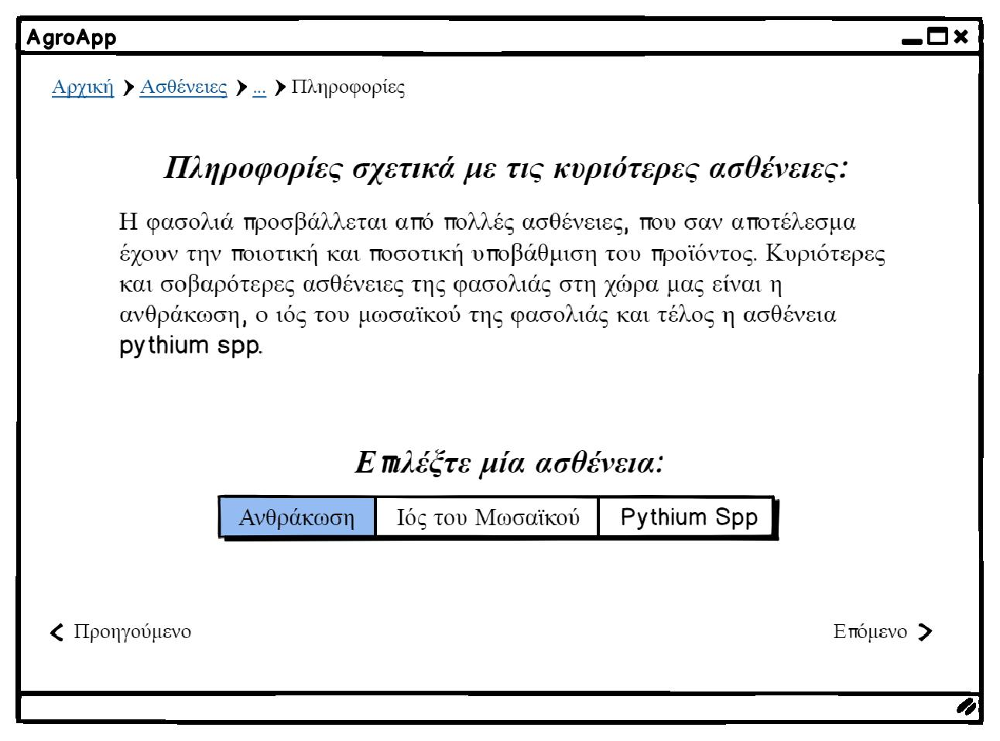 AgroApp
Αρχική Ασθένειες ... Πληροφορίες
Πληροφορίες σχετικά με τις κυριότερες ασθένειες:
Η φασολιά προσβάλλεται από πολλές ασθένειες, που σαν αποτέλεσμα
έχουν την ποιοτική και ποσοτική υποβάθμιση του προϊόντος. Κυριότερες
και σοβαρότερες ασθένειες της φασολιάς στη χώρα μας είναι η
ανθράκωση, ο ιός του μωσαϊκού της φασολιάς και τέλος η ασθένεια
pythium spp.
Επιλέξτε μία ασθένεια:
Ανθράκωση Ιός του Μωσαϊκού Pythium Spp
Προηγούμενο Επόμενο